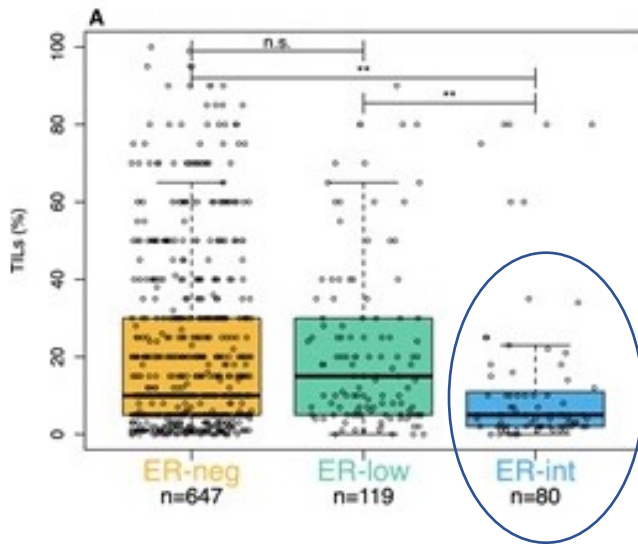 A
n.s.
**
**
100
80
60
40
20
0
TILs (%)
ER-neg
n=647
ER-low
n=119
ER-int
n=80